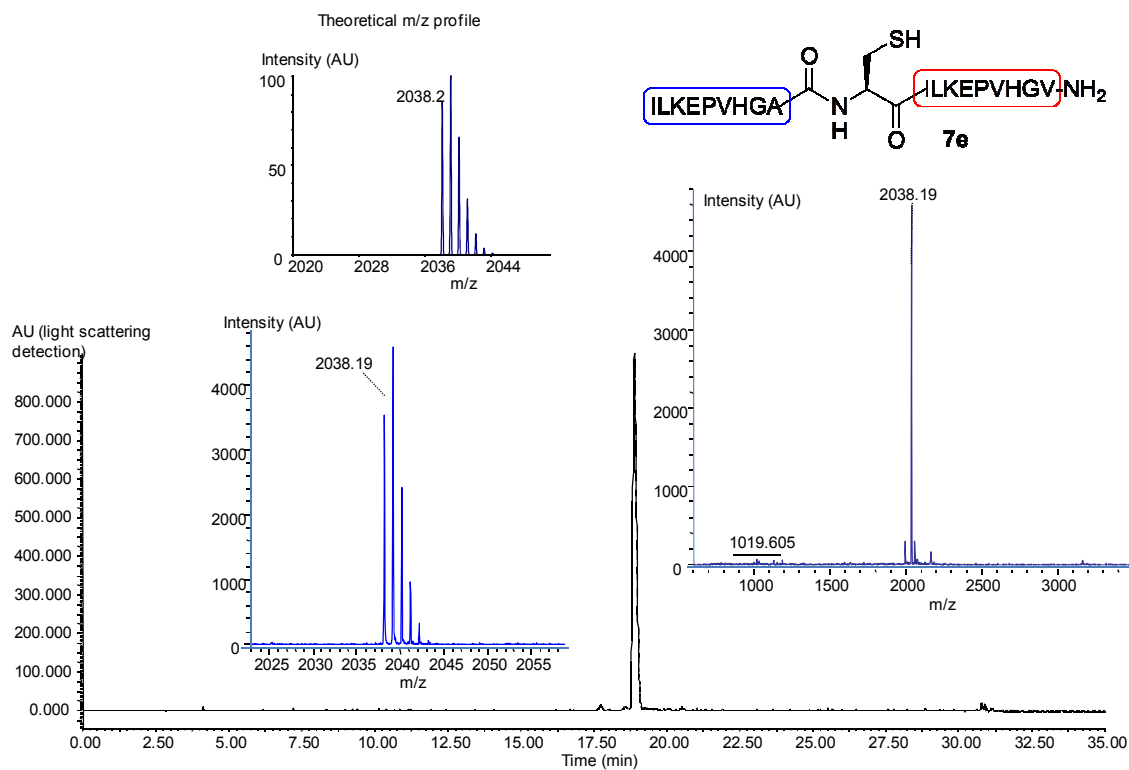 Theoretical m/z profile
Intensity (AU)
100
50
0
2038.2
2020 2028 2036 2044
m/z
SH
O
ILKEPVHGA
N
H
O
ILKEPVHGV-NH2
7e
Intensity (AU)
2038.19
4000
3000
2000
1000
0
1019.605
1000 1500 2000 2500 3000
m/z
AU (light scattering
detection)
Intensity (AU)
2038.19
4000
3000
2000
1000
0
2025 2030 2035 2040 2045 2050 2055
m/z
800.000
700.000
600.000
500.000
400.000
300.000
200.000
100.000
0.000
0.00 2.50 5.00 7.50 10.00 12.50 15.00 17.50 20.00 22.50 25.00 27.50 30.00 32.50 35.00
Time (min)